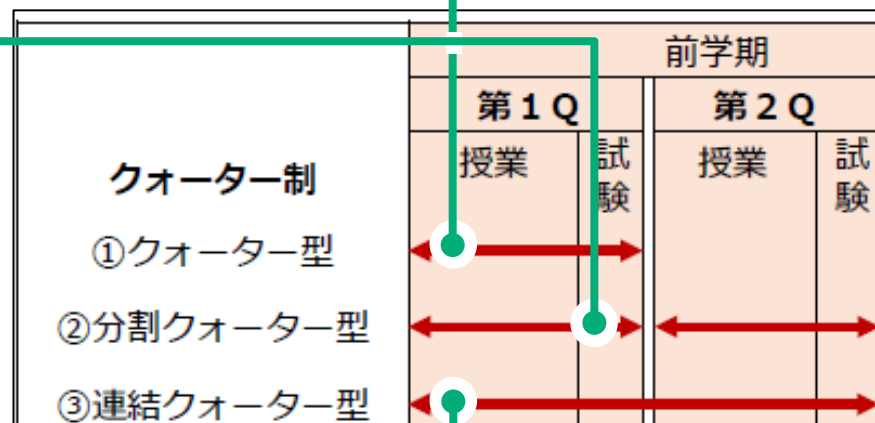 前学期
第１Q 第２Q
クォーター制 授業 試験 授業 試験
①クォーター型
②分割クォーター型
③連結クォーター型